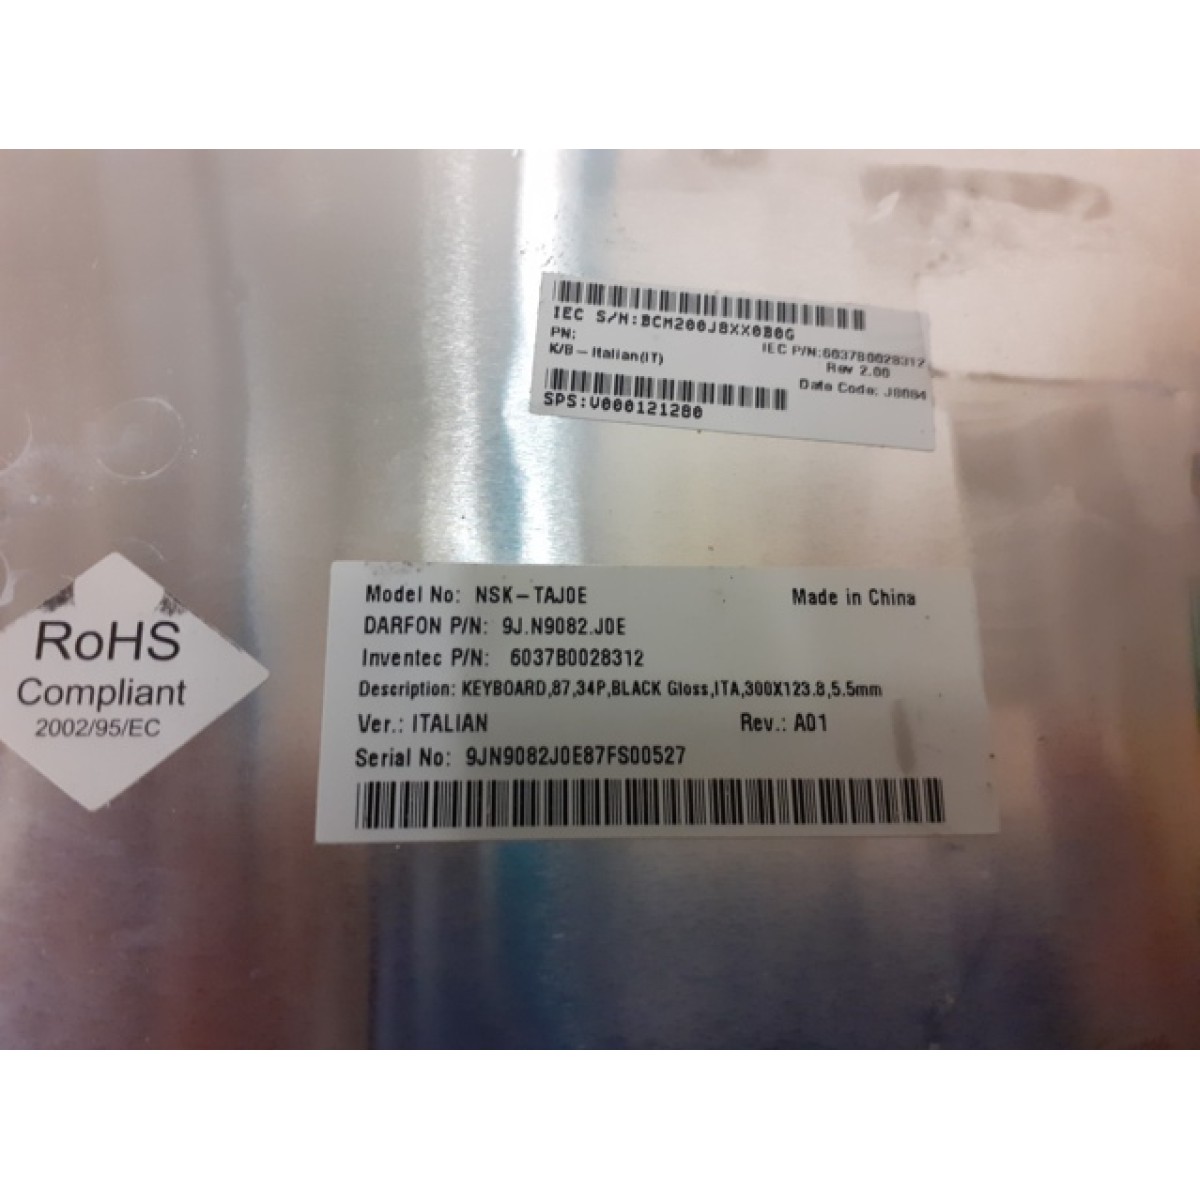 IEC S/N:BCM200J8XX0B0G
PN:
IEC P/N:6037B0028312
K/B-Italian(IT)
Rev 2.00
Date Code:
SPS:V000121280
Model No: NSK-TAJ0E
Made in China
DARFON P/N: 9J.N9082.J0E
Inventec P/N: 6037B0028312
Description: KEYBOARD,87,34P,BLACK Gloss,ITA,300X123.8,5.5mm
Ver.: ITALIAN
Rev.: A01
Serial No: 9JN9082J0E87FS00527
RoHS
Compliant
2002/95/EC